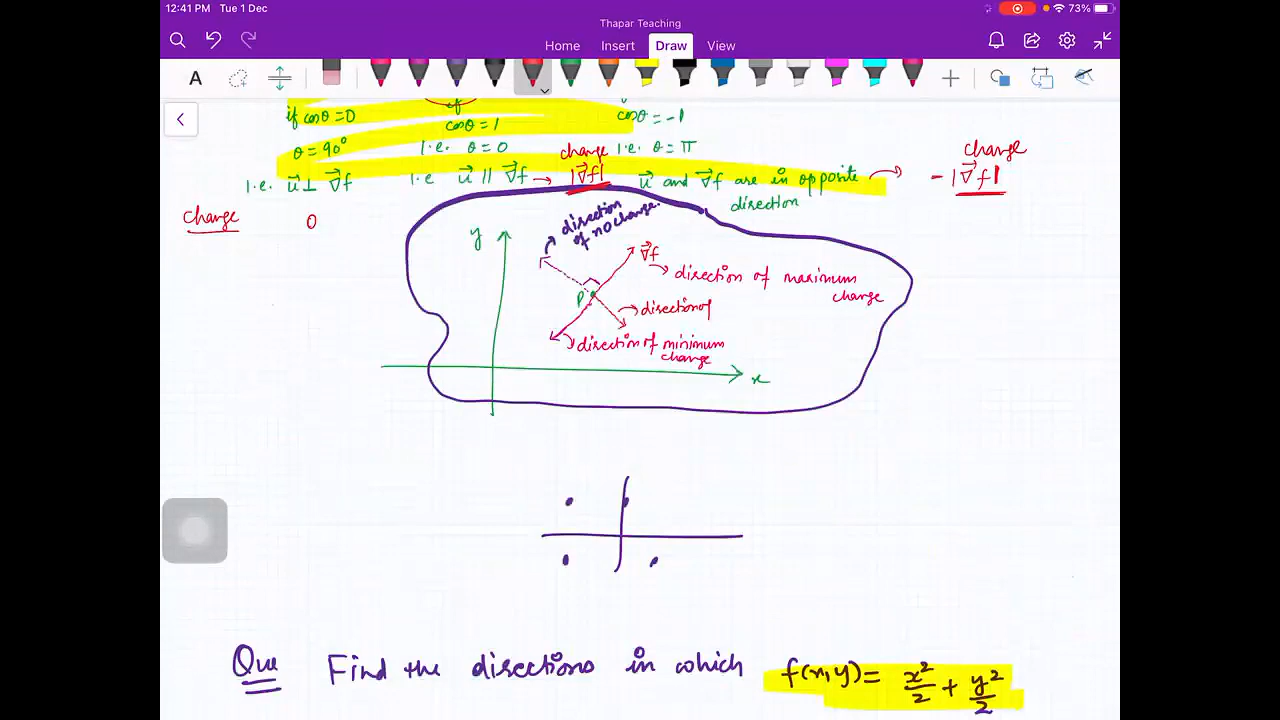 12:41 PM Tue 1 Dec
73%
Thapar Teaching
Home Insert Draw View
A
if cosθ=0 if cosθ=1 cosθ=-1
θ=90° i.e. θ=0 i.e. θ=π
change
change
i.e. u⃗ ⊥ ∇⃗f i.e u⃗ || ∇⃗f → |∇⃗f| u⃗ and ∇⃗f are in opposite direction → -|∇⃗f|
change 0
direction of no change.
y
∇⃗f
direction of maximum change
P
direction of
direction of minimum change
x
Que Find the directions in which f(x,y)= x²/2 + y²/2